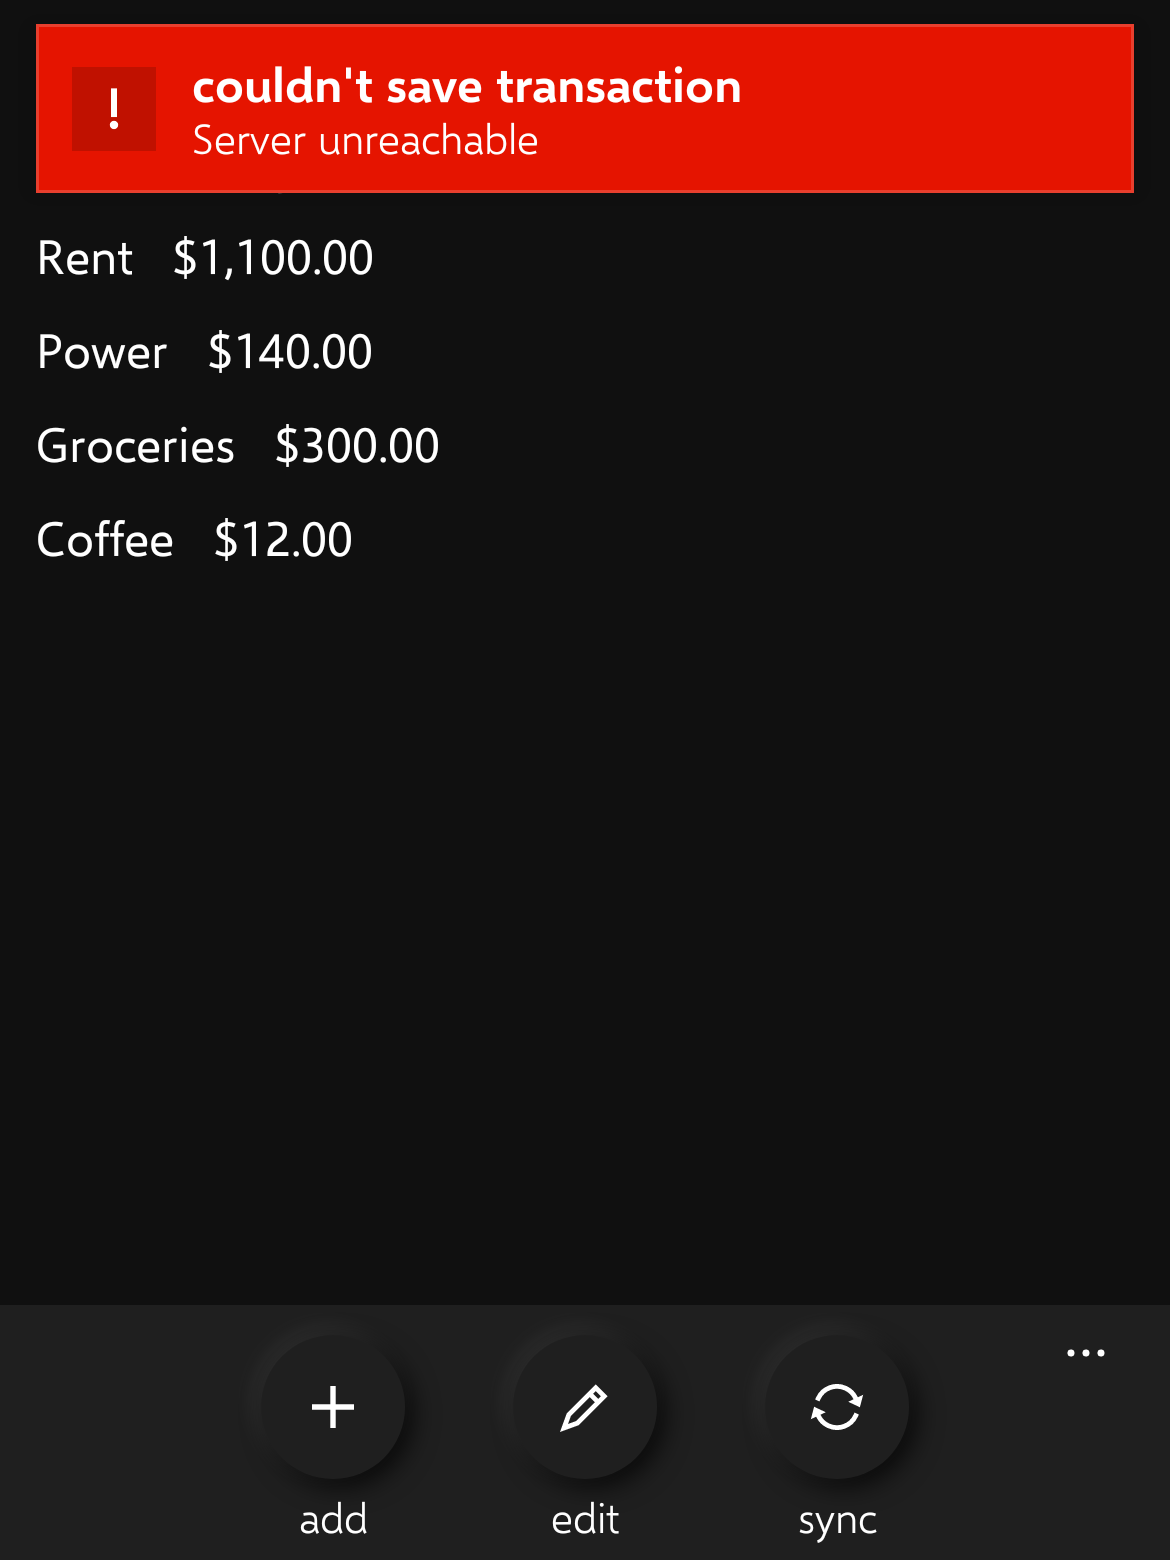 couldn't save transaction
Server unreachable
Rent $1,100.00
Power $140.00
Groceries $300.00
Coffee $12.00
add edit sync